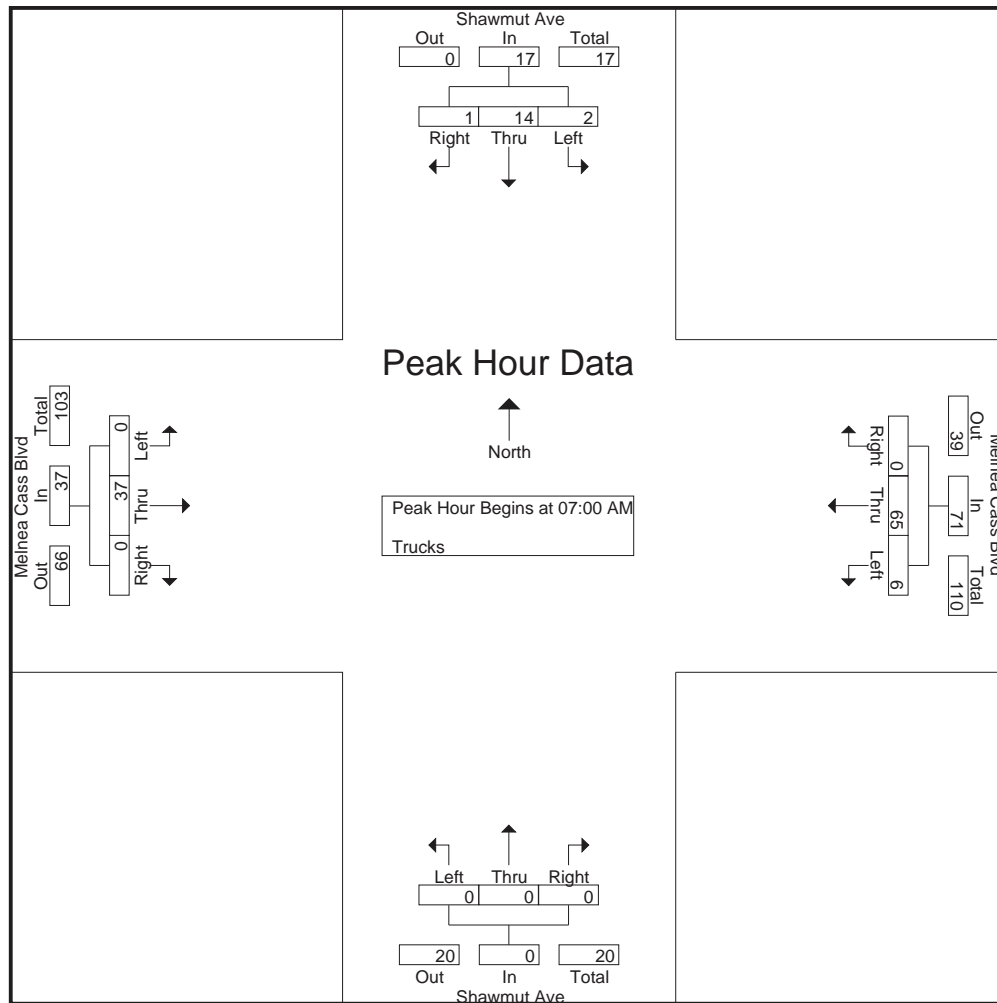 Shawmut Ave
Out In Total
0 17 17
1 14 2
Right Thru Left
Peak Hour Data
North
Peak Hour Begins at 07:00 AM
Trucks
Melnea Cass Blvd
Out In Total
66 37 103
Right Thru Left
0 37 0
Melnea Cass Blvd
Out In Total
39 71 110
Right Thru Left
0 65 6
Left Thru Right
0 0 0
20 0 20
Out In Total
Shawmut Ave